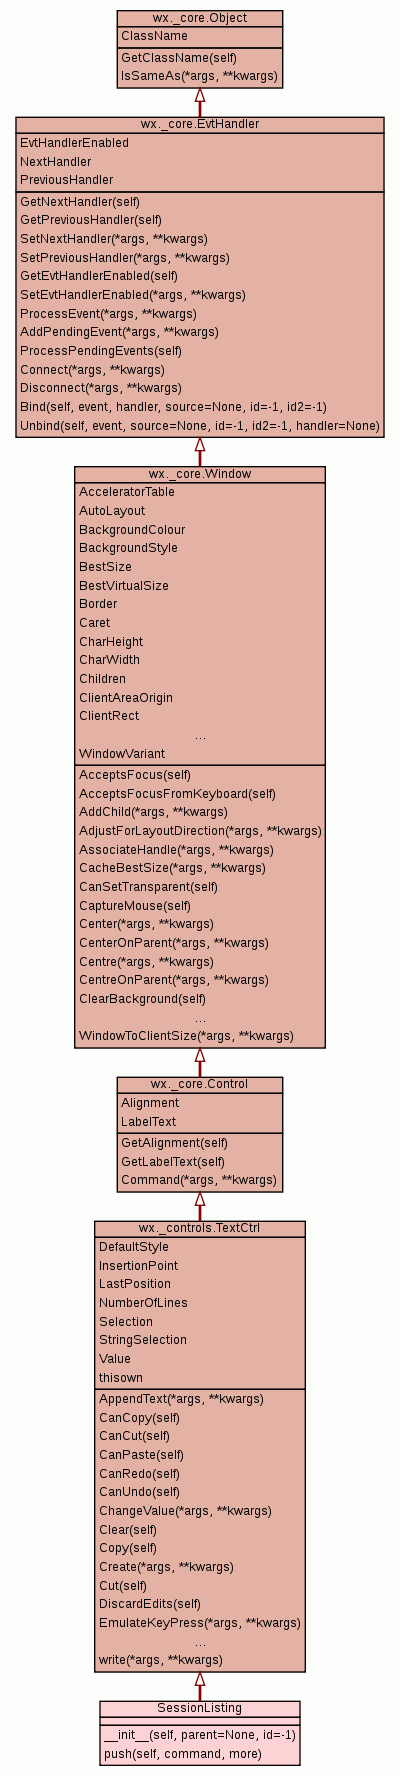 wx._core.Object
ClassName
GetClassName(self)
IsSameAs(*args, **kwargs)
wx._core.EvtHandler
EvtHandlerEnabled
NextHandler
PreviousHandler
GetNextHandler(self)
GetPreviousHandler(self)
SetNextHandler(*args, **kwargs)
SetPreviousHandler(*args, **kwargs)
GetEvtHandlerEnabled(self)
SetEvtHandlerEnabled(*args, **kwargs)
ProcessEvent(*args, **kwargs)
AddPendingEvent(*args, **kwargs)
ProcessPendingEvents(self)
Connect(*args, **kwargs)
Disconnect(*args, **kwargs)
Bind(self, event, handler, source=None, id=-1, id2=-1)
Unbind(self, event, source=None, id=-1, id2=-1, handler=None)
wx._core.Window
AcceleratorTable
AutoLayout
BackgroundColour
BackgroundStyle
BestSize
BestVirtualSize
Border
Caret
CharHeight
CharWidth
Children
ClientAreaOrigin
ClientRect
...
WindowVariant
AcceptsFocus(self)
AcceptsFocusFromKeyboard(self)
AddChild(*args, **kwargs)
AdjustForLayoutDirection(*args, **kwargs)
AssociateHandle(*args, **kwargs)
CacheBestSize(*args, **kwargs)
CanSetTransparent(self)
CaptureMouse(self)
Center(*args, **kwargs)
CenterOnParent(*args, **kwargs)
Centre(*args, **kwargs)
CentreOnParent(*args, **kwargs)
ClearBackground(self)
...
WindowToClientSize(*args, **kwargs)
wx._core.Control
Alignment
LabelText
GetAlignment(self)
GetLabelText(self)
Command(*args, **kwargs)
wx._controls.TextCtrl
DefaultStyle
InsertionPoint
LastPosition
NumberOfLines
Selection
StringSelection
Value
thisown
AppendText(*args, **kwargs)
CanCopy(self)
CanCut(self)
CanPaste(self)
CanRedo(self)
CanUndo(self)
ChangeValue(*args, **kwargs)
Clear(self)
Copy(self)
Create(*args, **kwargs)
Cut(self)
DiscardEdits(self)
EmulateKeyPress(*args, **kwargs)
...
write(*args, **kwargs)
SessionListing
__init__(self, parent=None, id=-1)
push(self, command, more)